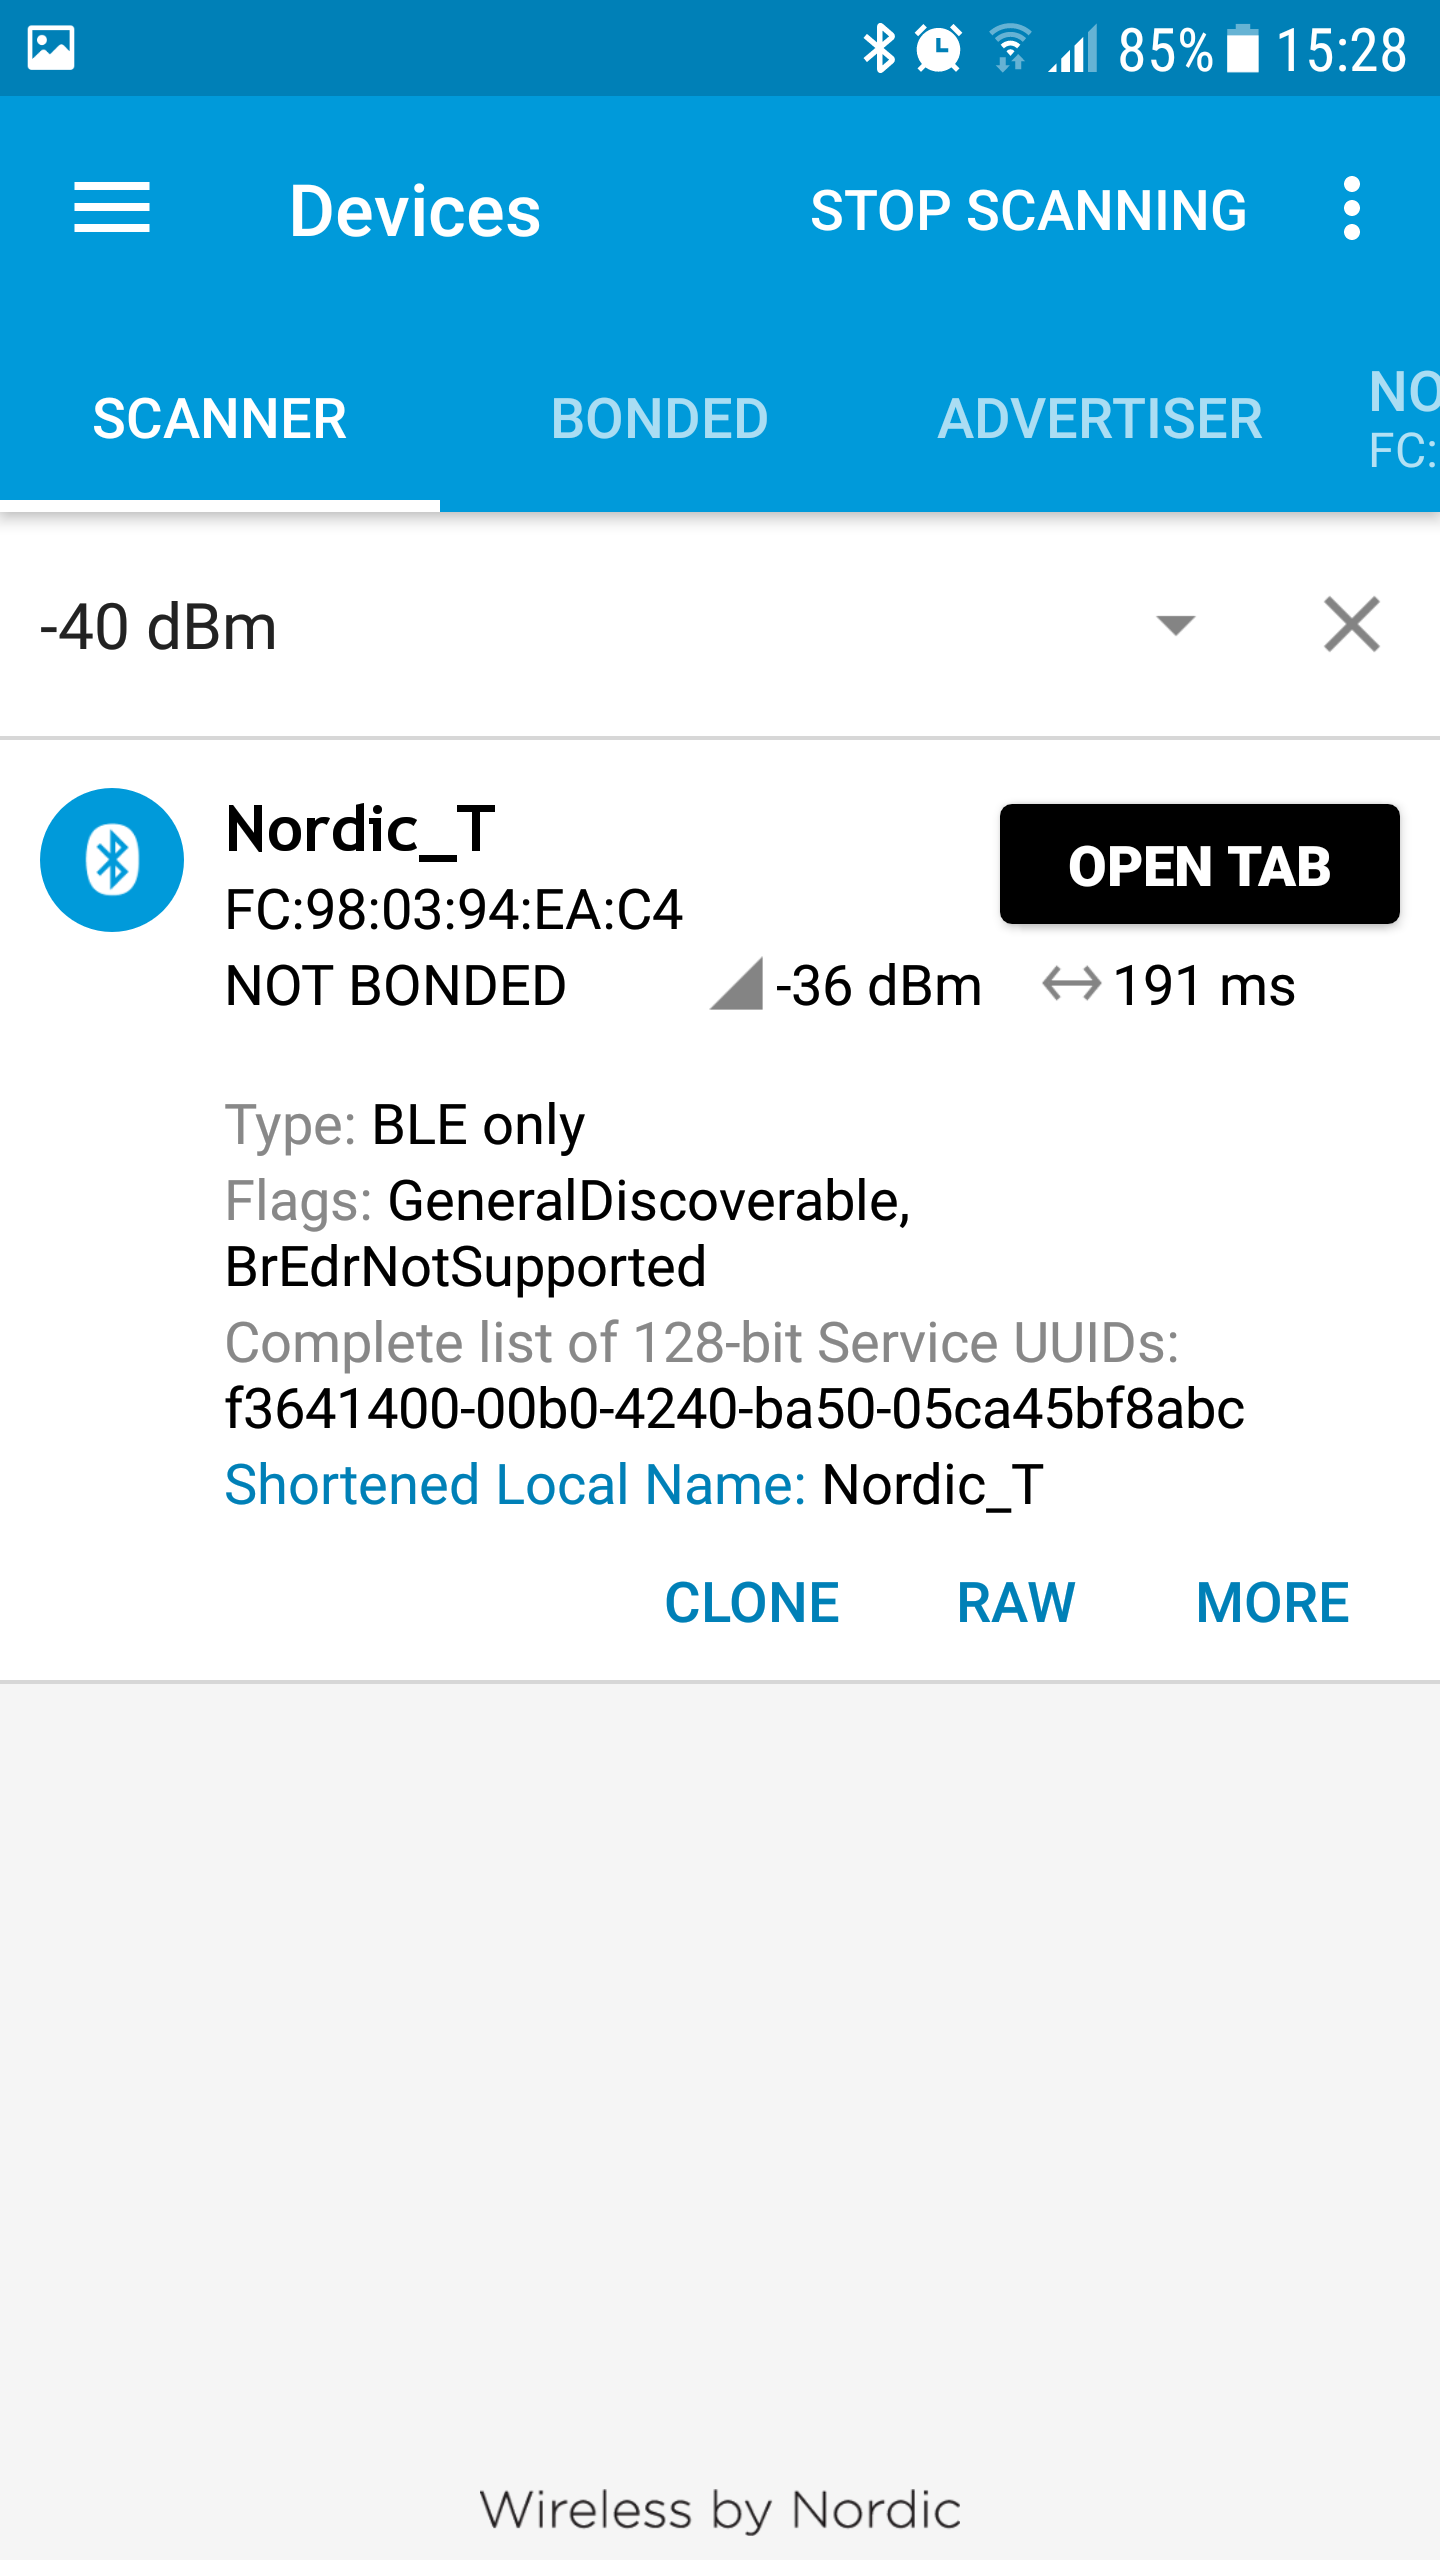 85% 15:28
Devices STOP SCANNING
SCANNER BONDED ADVERTISER NO
FC:
-40 dBm
Nordic_T
OPEN TAB
FC:98:03:94:EA:C4
NOT BONDED -36 dBm 191 ms
Type: BLE only
Flags: GeneralDiscoverable,
BrEdrNotSupported
Complete list of 128-bit Service UUIDs:
f3641400-00b0-4240-ba50-05ca45bf8abc
Shortened Local Name: Nordic_T
CLONE RAW MORE
Wireless by Nordic